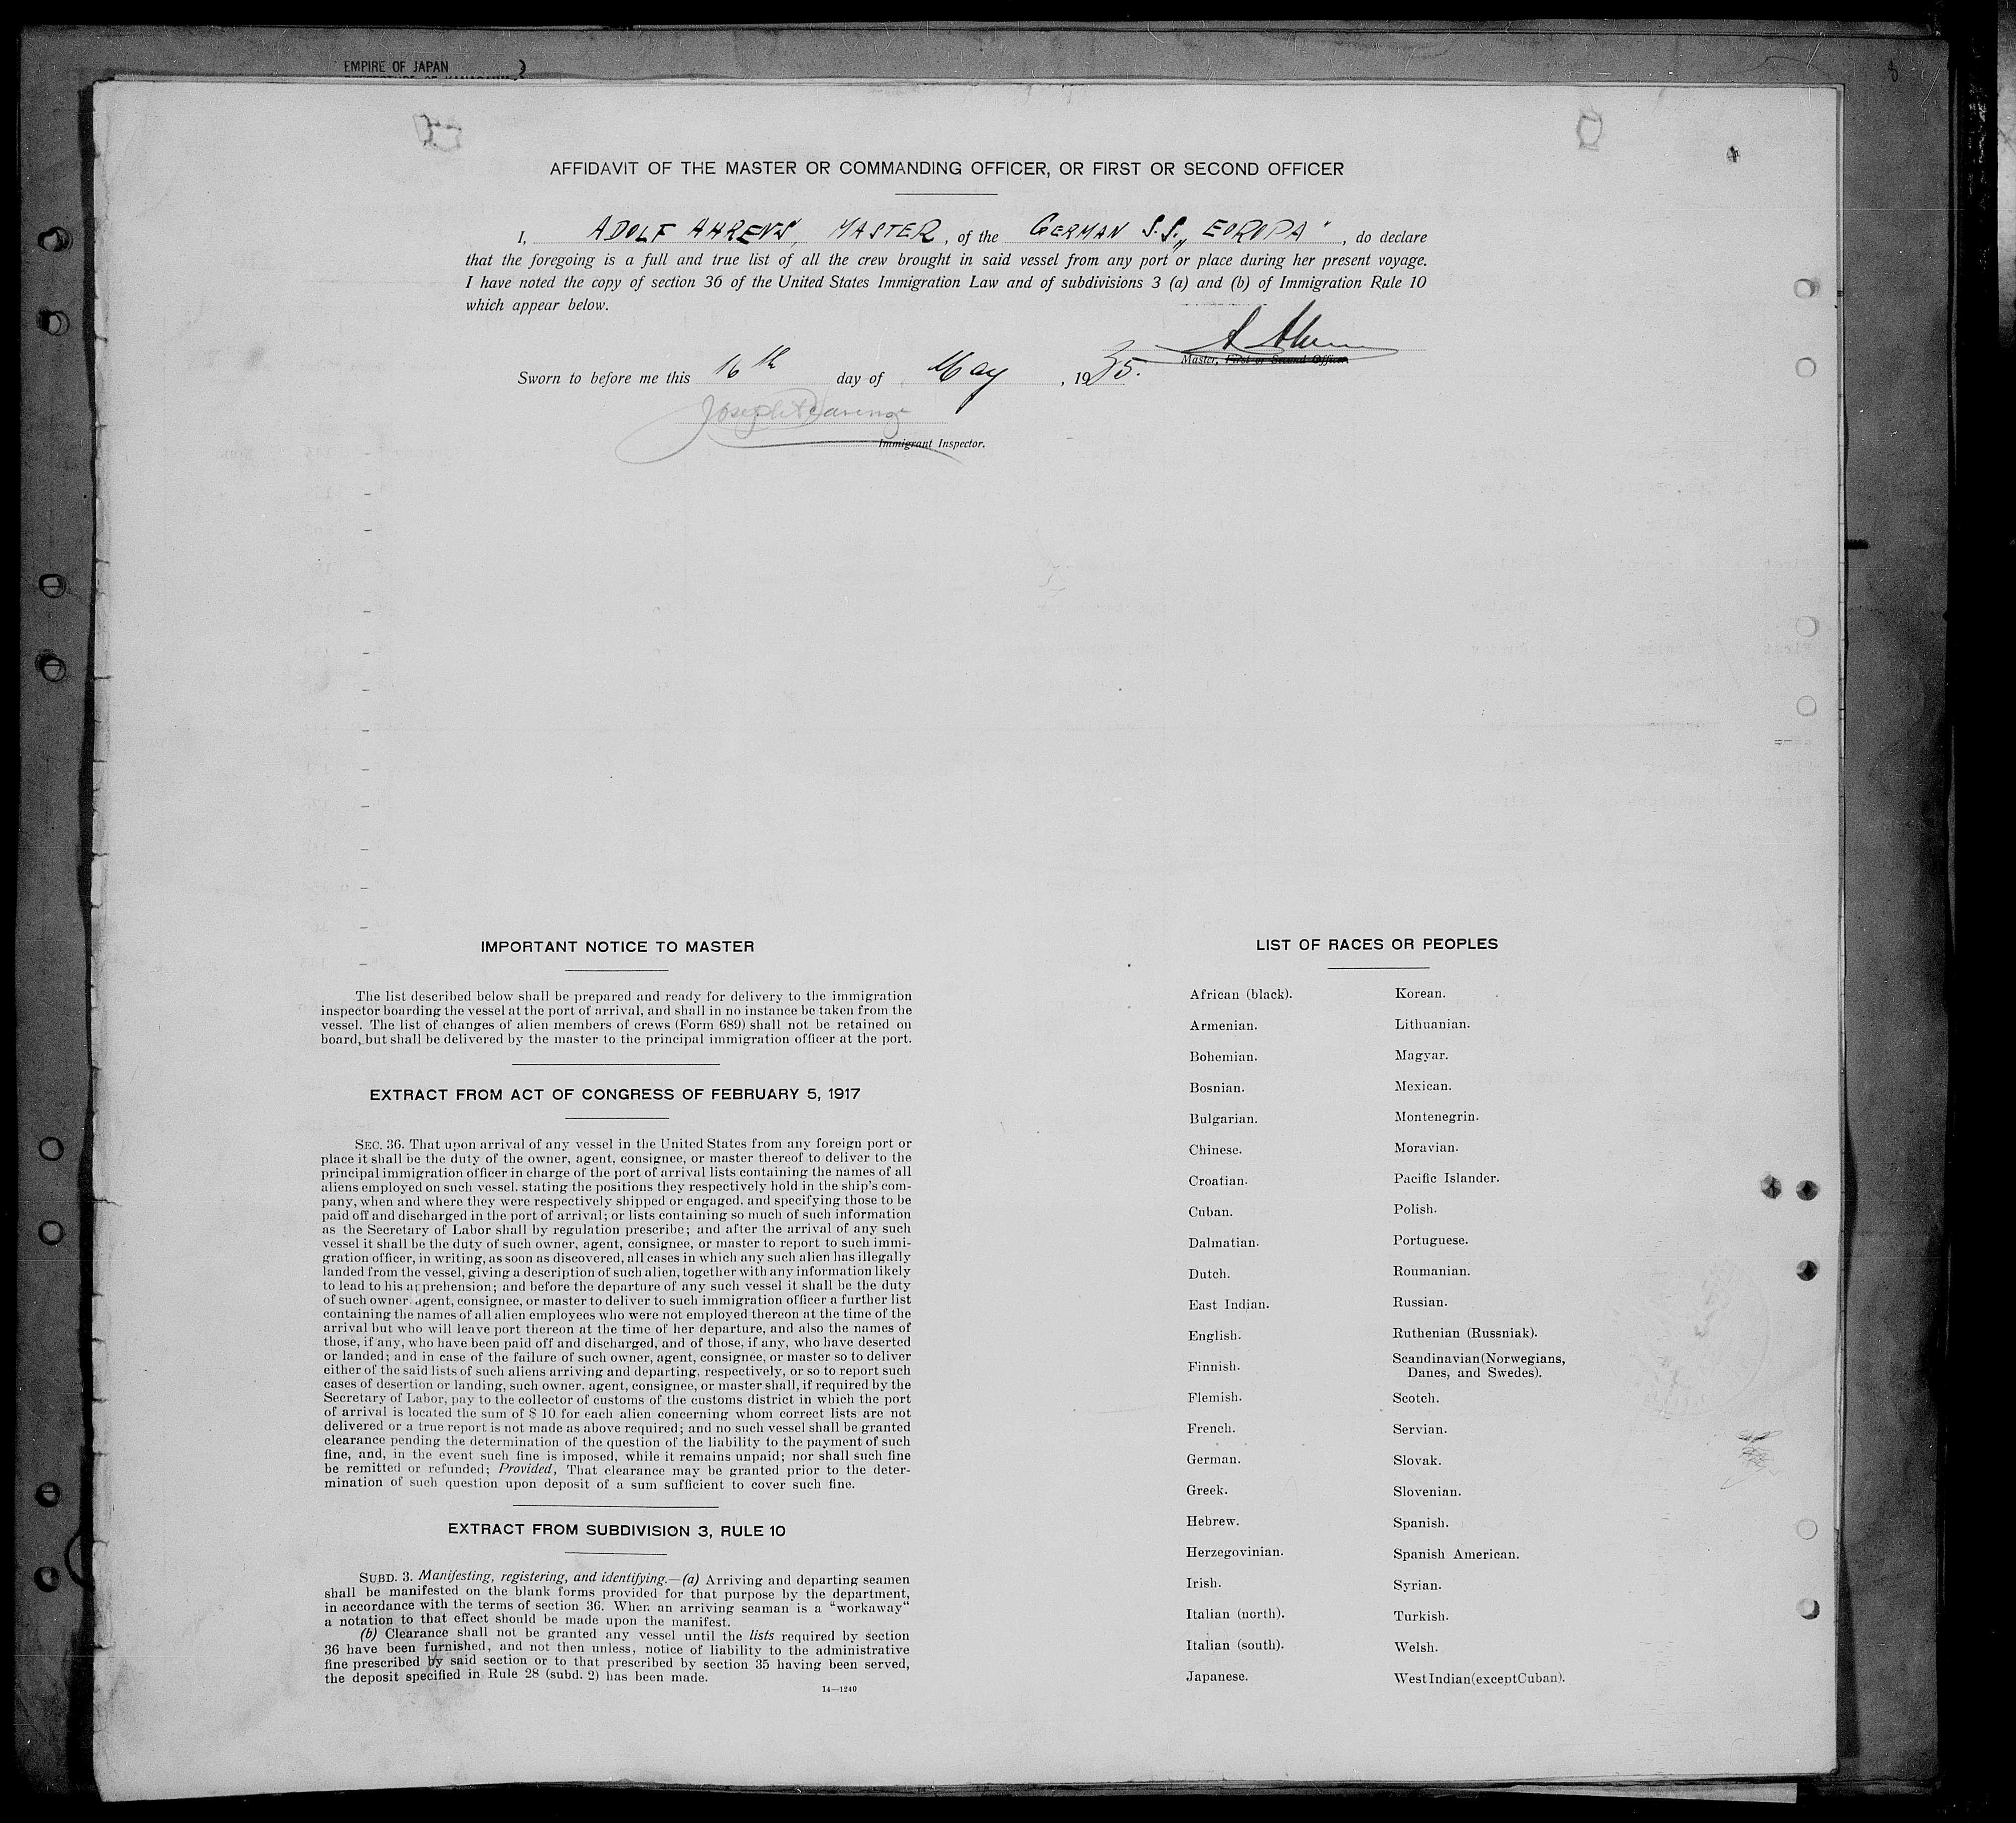 EMPIRE OF JAPAN
8
AFFIDAVIT OF THE MASTER OR COMMANDING OFFICER, OR FIRST OR SECOND OFFICER
I, ADOLF AHRENS, MASTER, of the GERMAN S.S. „EUROPA", do declare
that the foregoing is a full and true list of all the crew brought in said vessel from any port or place during her present voyage.
I have noted the copy of section 36 of the United States Immigration Law and of subdivisions 3 (a) and (b) of Immigration Rule 10
which appear below.
A Ahrens
Master, First or Second Officer.
Sworn to before me this 16th day of May, 1935.
Joseph
Immigrant Inspector.
IMPORTANT NOTICE TO MASTER
The list described below shall be prepared and ready for delivery to the immigration
inspector boarding the vessel at the port of arrival, and shall in no instance be taken from the
vessel. The list of changes of alien members of crews (Form 689) shall not be retained on
board, but shall be delivered by the master to the principal immigration officer at the port.
EXTRACT FROM ACT OF CONGRESS OF FEBRUARY 5, 1917
SEC. 36. That upon arrival of any vessel in the United States from any foreign port or
place it shall be the duty of the owner, agent, consignee, or master thereof to deliver to the
principal immigration officer in charge of the port of arrival lists containing the names of all
aliens employed on such vessel. stating the positions they respectively hold in the ship's com-
pany, when and where they were respectively shipped or engaged. and specifying those to be
paid off and discharged in the port of arrival; or lists containing so much of such information
as the Secretary of Labor shall by regulation prescribe; and after the arrival of any such
vessel it shall be the duty of such owner, agent, consignee, or master to report to such immi-
gration officer, in writing, as soon as discovered, all cases in which any such alien has illegally
landed from the vessel, giving a description of such alien, together with any information likely
to lead to his apprehension; and before the departure of any such vessel it shall be the duty
of such owner agent, consignee, or master to deliver to such immigration officer a further list
containing the names of all alien employees who were not employed thereon at the time of the
arrival but who will leave port thereon at the time of her departure, and also the names of
those, if any, who have been paid off and discharged, and of those, if any, who have deserted
or landed; and in case of the failure of such owner, agent, consignee, or master so to deliver
either of the said lists of such aliens arriving and departing, respectively, or so to report such
cases of desertion or landing, such owner. agent, consignee, or master shall, if required by the
Secretary of Labor, pay to the collector of customs of the customs district in which the port
of arrival is located the sum of $ 10 for each alien concerning whom correct lists are not
delivered or a true report is not made as above required; and no such vessel shall be granted
clearance pending the determination of the question of the liability to the payment of such
fine, and, in the event such fine is imposed, while it remains unpaid; nor shall such fine
be remitted or refunded; Provided, That clearance may be granted prior to the deter-
mination of such question upon deposit of a sum sufficient to cover such fine.
EXTRACT FROM SUBDIVISION 3, RULE 10
SUBD. 3. Manifesting, registering, and identifying.—(a) Arriving and departing seamen
shall be manifested on the blank forms provided for that purpose by the department,
in accordance with the terms of section 36. When an arriving seaman is a "workaway"
a notation to that effect should be made upon the manifest.
(b) Clearance shall not be granted any vessel until the lists required by section
36 have been furnished, and not then unless, notice of liability to the administrative
fine prescribed by said section or to that prescribed by section 35 having been served,
the deposit specified in Rule 28 (subd. 2) has been made.
14—1240
LIST OF RACES OR PEOPLES
African (black).
Armenian.
Bohemian.
Bosnian.
Bulgarian.
Chinese.
Croatian.
Cuban.
Dalmatian.
Dutch.
East Indian.
English.
Finnish.
Flemish.
French.
German.
Greek.
Hebrew.
Herzegovinian.
Irish.
Italian (north).
Italian (south).
Japanese.
Korean.
Lithuanian.
Magyar.
Mexican.
Montenegrin.
Moravian.
Pacific Islander.
Polish.
Portuguese.
Roumanian.
Russian.
Ruthenian (Russniak).
Scandinavian (Norwegians,
Danes, and Swedes).
Scotch.
Servian.
Slovak.
Slovenian.
Spanish.
Spanish American.
Syrian.
Turkish.
Welsh.
West Indian (except Cuban).